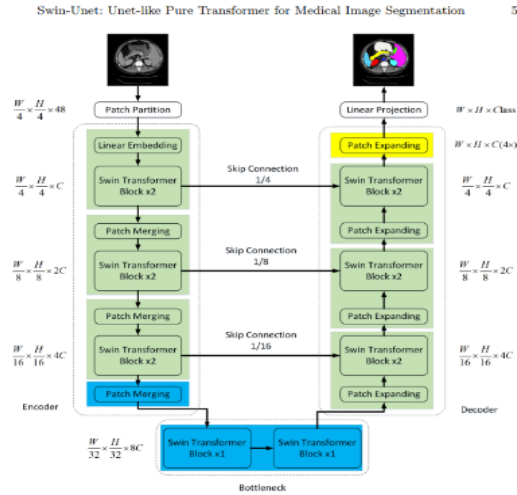 Swin-Unet: Unet-like Pure Transformer for Medical Image Segmentation 5
W/4 × H/4 × 48
Patch Partition
Linear Projection
W × H × Class
Linear Embedding
Patch Expanding
W × H × C(4×)
W/4 × H/4 × C
Swin Transformer
Block x2
Skip Connection
1/4
Swin Transformer
Block x2
W/4 × H/4 × C
Patch Merging
Patch Expanding
W/8 × H/8 × 2C
Swin Transformer
Block x2
Skip Connection
1/8
Swin Transformer
Block x2
W/8 × H/8 × 2C
Patch Merging
Patch Expanding
W/16 × H/16 × 4C
Swin Transformer
Block x2
Skip Connection
1/16
Swin Transformer
Block x2
W/16 × H/16 × 4C
Patch Merging
Patch Expanding
Encoder
Decoder
W/32 × H/32 × 8C
Swin Transformer
Block x1
Swin Transformer
Block x1
Bottleneck